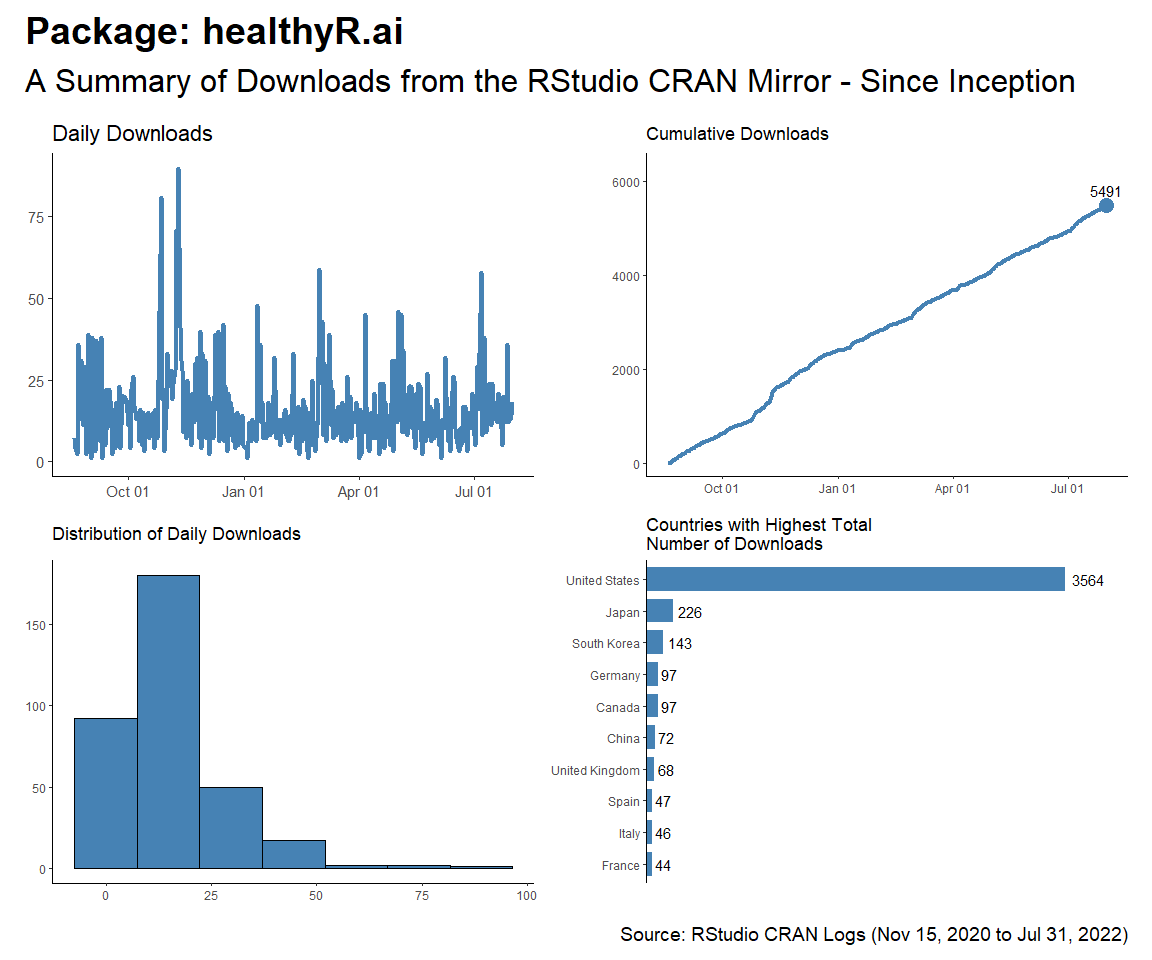 Package: healthyR.ai
A Summary of Downloads from the RStudio CRAN Mirror - Since Inception
Daily Downloads
75
50
25
0
Oct 01
Jan 01
Apr 01
Jul 01
Cumulative Downloads
6000
4000
2000
0
5491
Oct 01
Jan 01
Apr 01
Jul 01
Distribution of Daily Downloads
150
100
50
0
0
25
50
75
100
Countries with Highest Total
Number of Downloads
United States 3564
Japan 226
South Korea 143
Germany 97
Canada 97
China 72
United Kingdom 68
Spain 47
Italy 46
France 44
Source: RStudio CRAN Logs (Nov 15, 2020 to Jul 31, 2022)